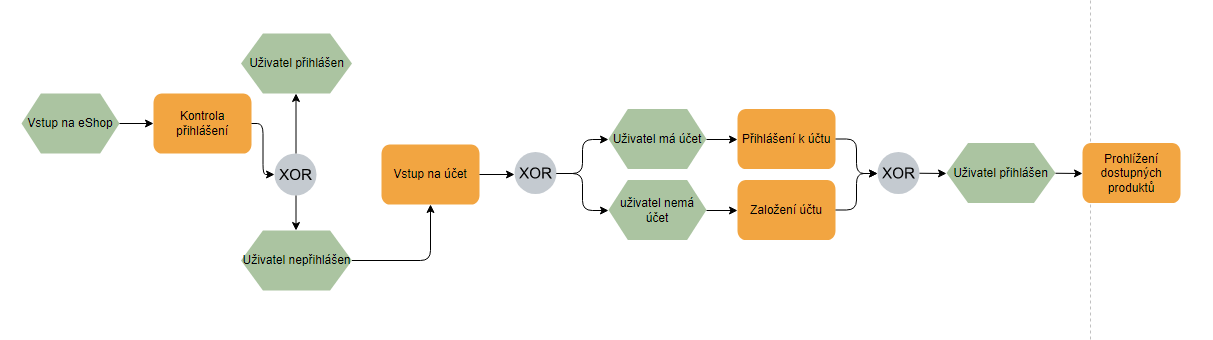 Uživatel přihlášen
Vstup na eShop
Kontrola
přihlášení
XOR
Uživatel nepřihlášen
Vstup na účet
XOR
Uživatel má účet
Přihlášení k účtu
uživatel nemá
účet
Založení účtu
XOR
Uživatel přihlášen
Prohlížení
dostupných
produktů